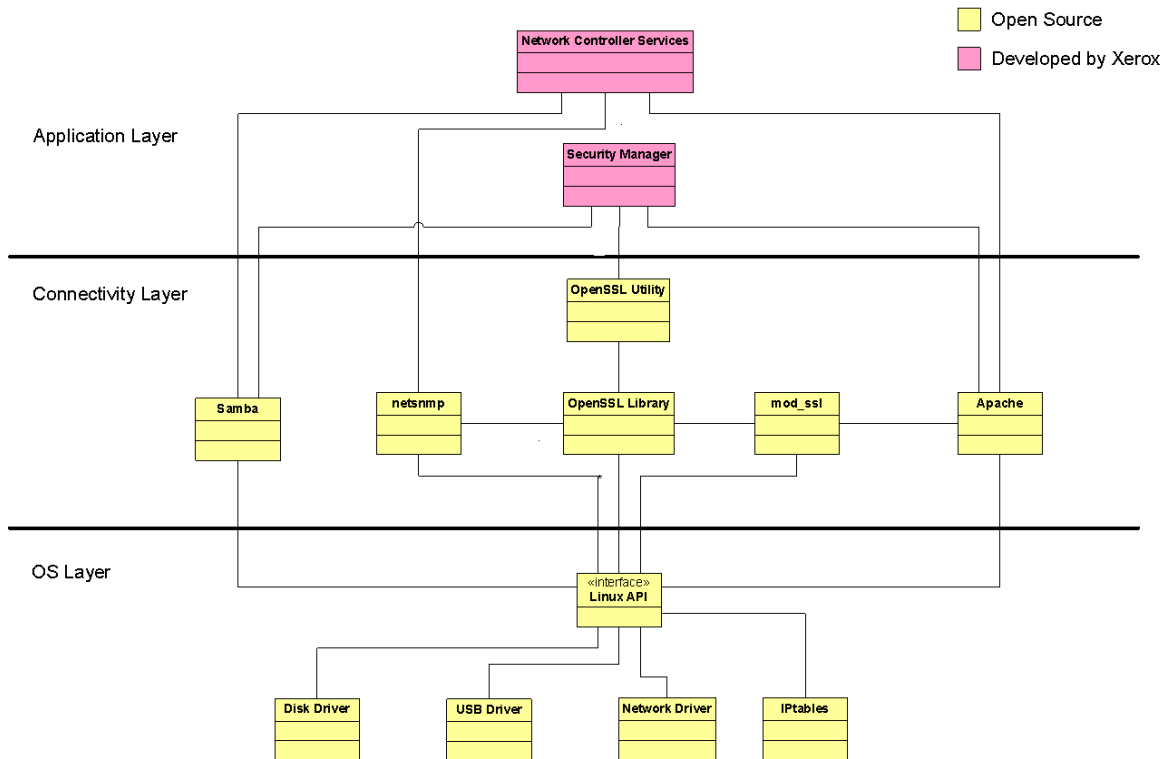 Open Source
Developed by Xerox
Network Controller Services
Application Layer
Security Manager
Connectivity Layer
OpenSSL Utility
Samba
netsnmp
OpenSSL Library
mod_ssl
Apache
OS Layer
«interface»
Linux API
Disk Driver
USB Driver
Network Driver
IPtables